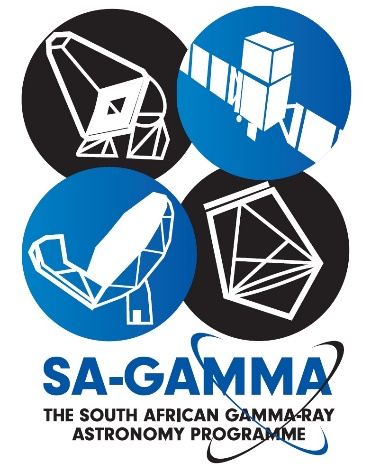 SA-GAMMA
THE SOUTH AFRICAN GAMMA-RAY
ASTRONOMY PROGRAMME